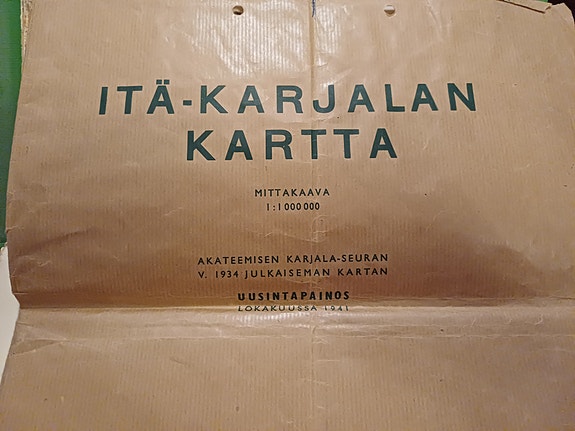 ITÄ-KARJALAN
KARTTA
MITTAKAAVA
1:1 000 000
AKATEEMISEN KARJALA-SEURAN
V. 1934 JULKAISEMAN KARTAN
UUSINTAPAINOS
LOKAKUUSSA 1941